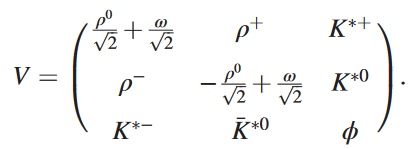 ρ⁰/√2 + ω/√2 ρ⁺ K*⁺
V = ρ⁻ −ρ⁰/√2 + ω/√2 K*⁰ .
K*⁻ K̄*⁰ ϕ